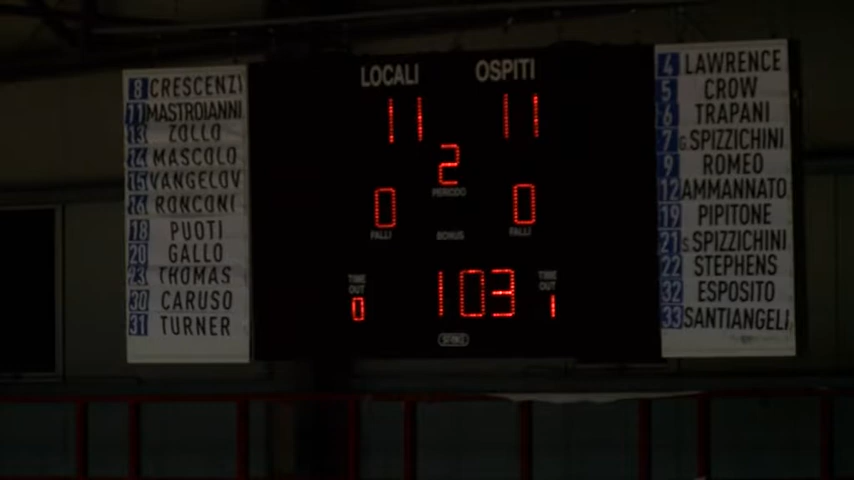 8 CRESCENZI
11 MASTROIANNI
13 ZOLLO
14 MASCOLO
15 VANGELOV
16 RONCONI
18 PUOTI
20 GALLO
23 THOMAS
30 CARUSO
31 TURNER
LOCALI OSPITI
11 11
2
PERIODO
0 0
FALLI BONUS FALLI
TIME OUT TIME OUT
0 103 1
4 LAWRENCE
5 CROW
6 TRAPANI
7 G.SPIZZICHINI
9 ROMEO
12 AMMANNATO
19 PIPITONE
21 S.SPIZZICHINI
22 STEPHENS
32 ESPOSITO
33 SANTIANGELI